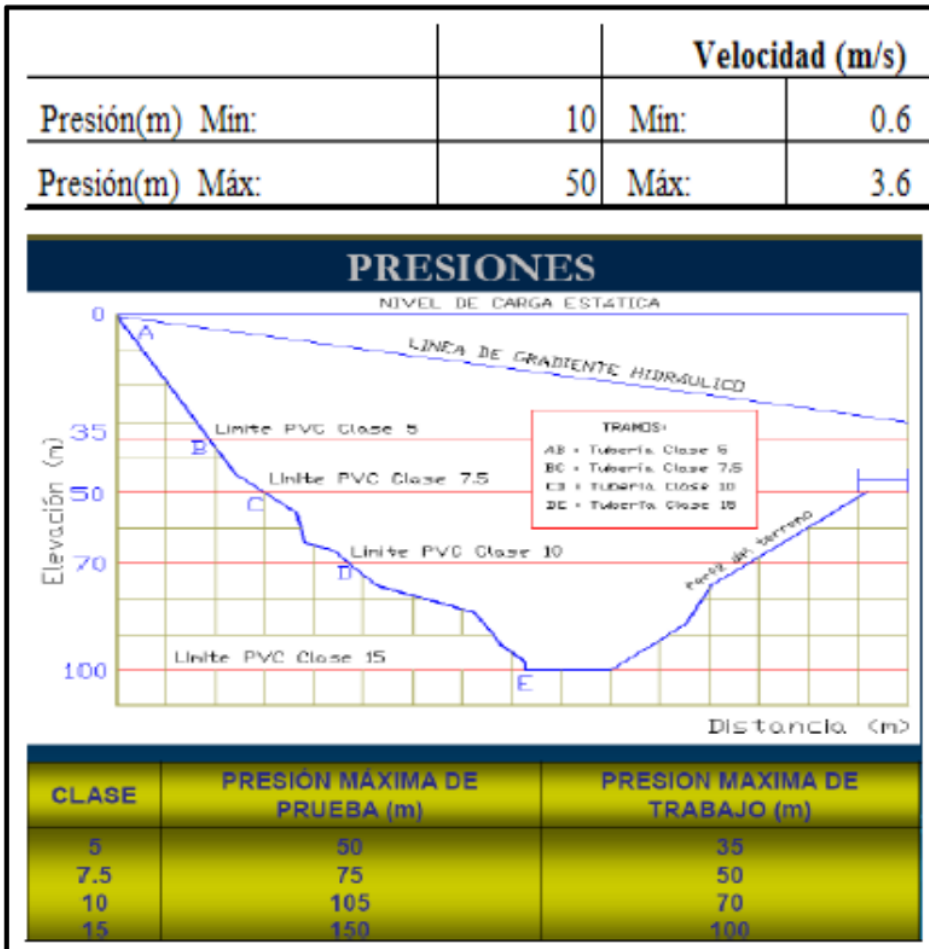 Velocidad (m/s)
Presión(m) Min: 10 Min: 0.6
Presión(m) Máx: 50 Máx: 3.6
PRESIONES
NIVEL DE CARGA ESTATICA
0
A
LINEA DE GRADIENTE HIDRAULICO
35
Limite PVC Clase 5
B
TRAMOS:
AB = Tubería Clase 5
BC = Tubería Clase 7.5
CD = Tubería Clase 10
DE = Tubería Clase 15
Limite PVC Clase 7.5
50
C
Elevación (m)
Limite PVC Clase 10
70
D
Perfil del terreno
Limite PVC Clase 15
100
E
Distancia (m)
CLASE PRESIÓN MÁXIMA DE PRUEBA (m) PRESION MAXIMA DE TRABAJO (m)
5 50 35
7.5 75 50
10 105 70
15 150 100